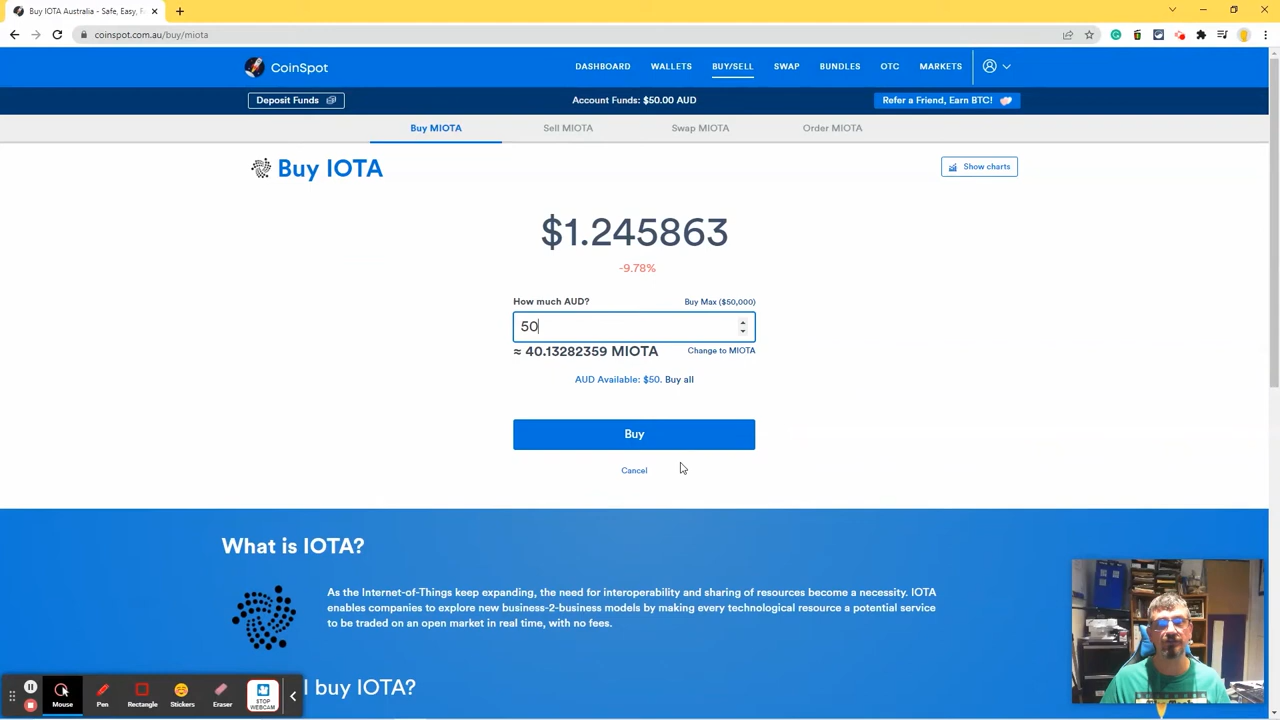 Buy IOTA Australia - Safe, Easy, F
coinspot.com.au/buy/miota
CoinSpot
DASHBOARD WALLETS BUY/SELL SWAP BUNDLES OTC MARKETS
Deposit Funds
Account Funds: $50.00 AUD
Refer a Friend, Earn BTC!
Buy MIOTA Sell MIOTA Swap MIOTA Order MIOTA
Buy IOTA
Show charts
$1.245863
-9.78%
How much AUD? Buy Max ($50,000)
50
≈ 40.13282359 MIOTA Change to MIOTA
AUD Available: $50. Buy all
Buy
Cancel
What is IOTA?
As the Internet-of-Things keep expanding, the need for interoperability and sharing of resources become a necessity. IOTA
enables companies to explore new business-2-business models by making every technological resource a potential service
to be traded on an open market in real time, with no fees.
I buy IOTA?
Mouse Pen Rectangle Stickers Eraser STOP
WEBCAM